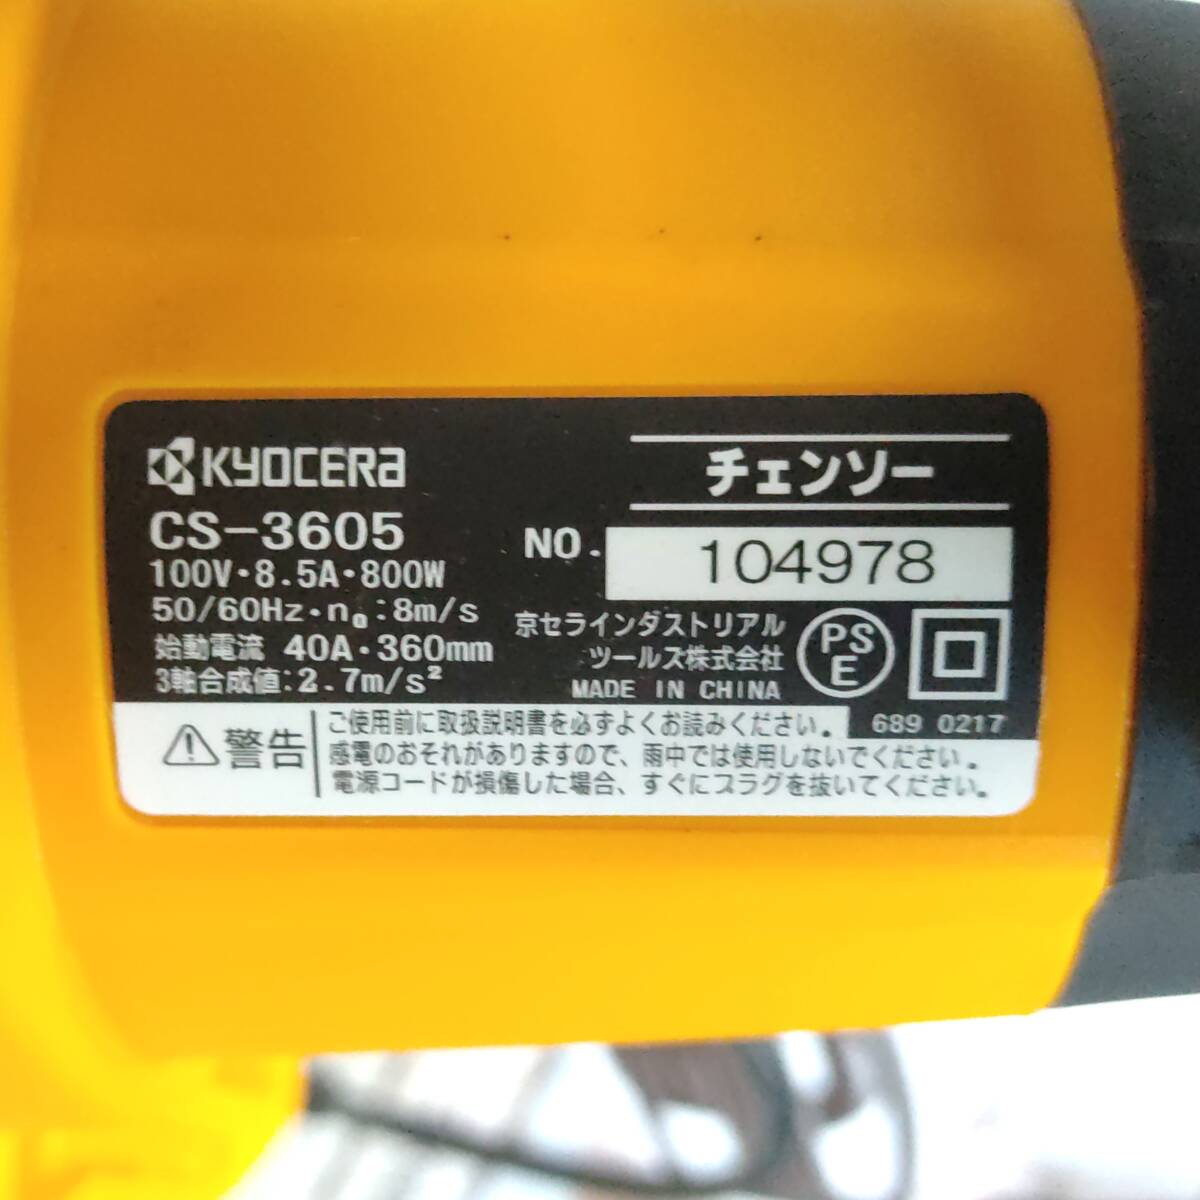 KYOCERA
チェンソー
CS-3605
NO. 104978
100V・8.5A・800W
50/60Hz・n₀:8m/s
始動電流 40A・360mm
3軸合成値:2.7m/s²
京セラインダストリアル
ツールズ株式会社
MADE IN CHINA
PS
E
689 0217
警告
ご使用前に取扱説明書を必ずよくお読みください。
感電のおそれがありますので、雨中では使用しないでください。
電源コードが損傷した場合、すぐにプラグを抜いてください。